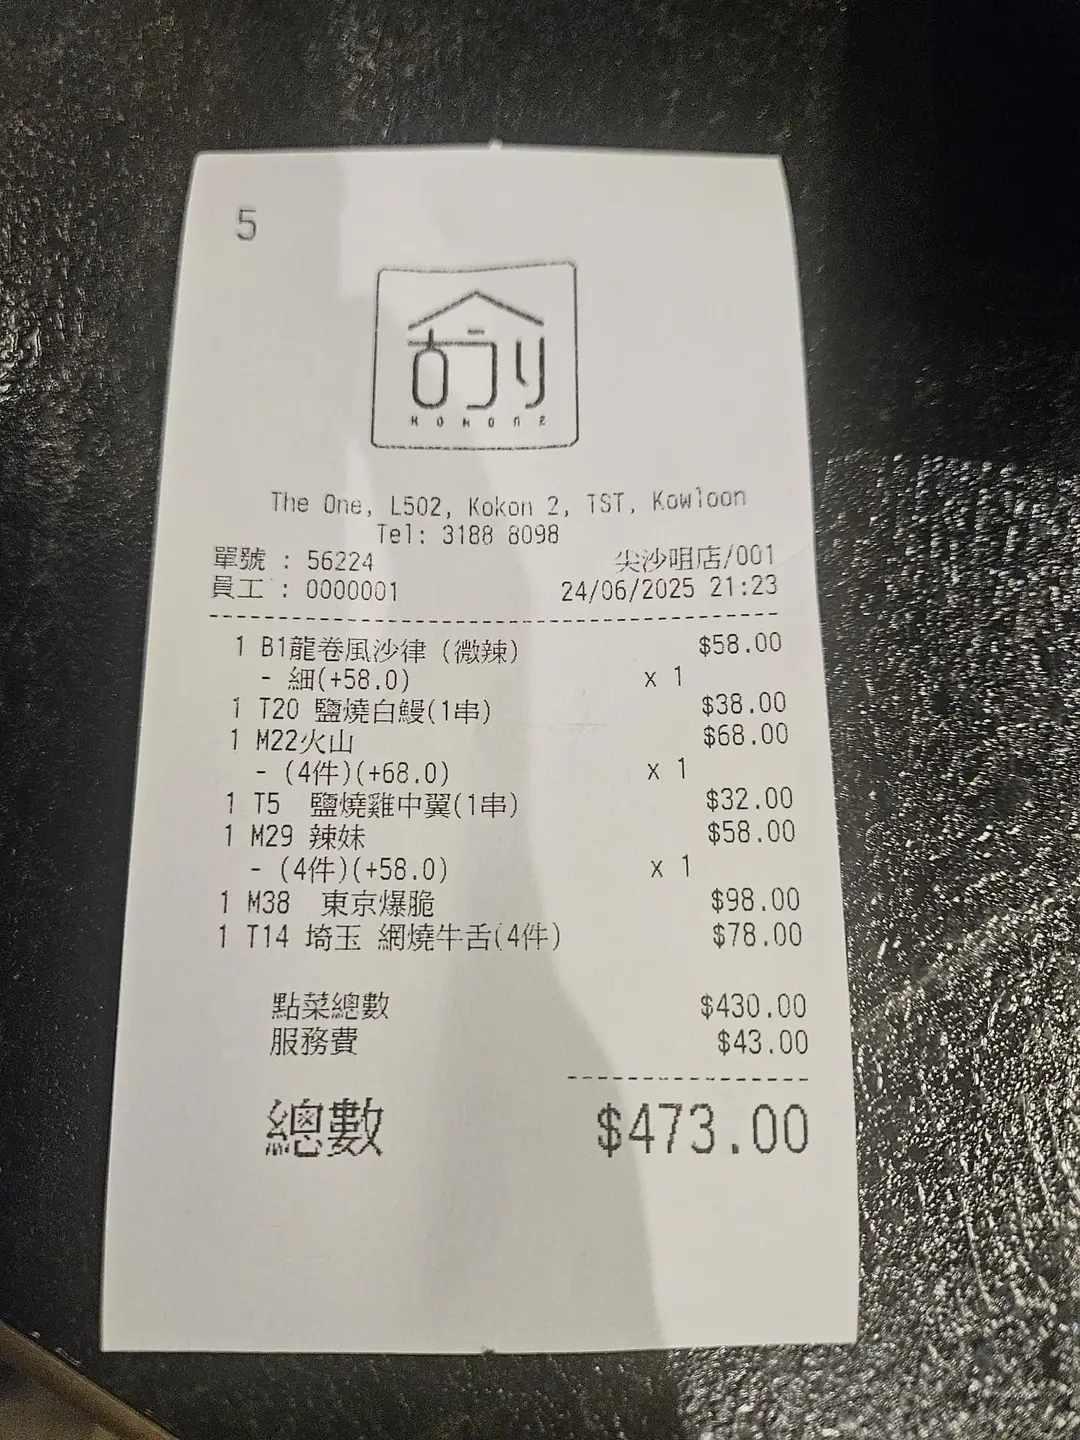 5
KOKON2
The One, L502, Kokon 2, TST, Kowloon
Tel: 3188 8098
單號 : 56224 尖沙咀店/001
員工 : 0000001 24/06/2025 21:23
1 B1龍卷風沙律 (微辣) $58.00
- 細(+58.0) x 1
1 T20 鹽燒白鰻(1串) $38.00
1 M22火山 $68.00
- (4件)(+68.0) x 1
1 T5 鹽燒雞中翼(1串) $32.00
1 M29 辣妹 $58.00
- (4件)(+58.0) x 1
1 M38 東京爆脆 $98.00
1 T14 埼玉 網燒牛舌(4件) $78.00
點菜總數 $430.00
服務費 $43.00
總數 $473.00